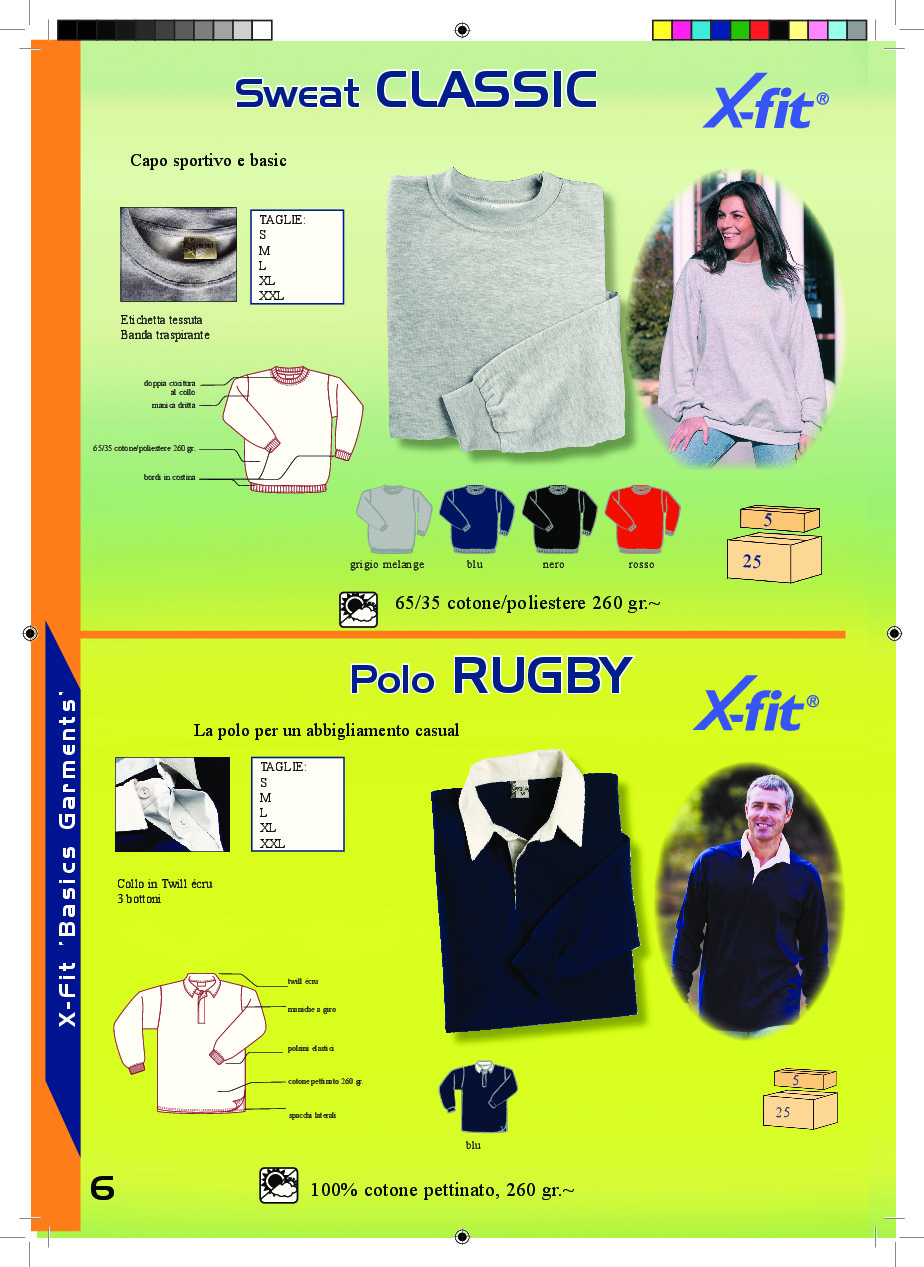 Sweat CLASSIC
X-fit®
Capo sportivo e basic
TAGLIE:
S
M
L
XL
XXL
Etichetta tessuta
Banda traspirante
doppia cucitura
al collo
manica dritta
65/35 cotone/poliestere 260 gr.
bordi in costina
grigio melange
blu
nero
rosso
5
25
65/35 cotone/poliestere 260 gr.~
Polo RUGBY
X-fit®
La polo per un abbigliamento casual
TAGLIE:
S
M
L
XL
XXL
Collo in Twill écru
3 bottoni
twill écru
maniche a giro
polsini elastici
cotone pettinato 260 gr.
spacchi laterali
blu
5
25
100% cotone pettinato, 260 gr.~
X-Fit 'Basics Garments'
6